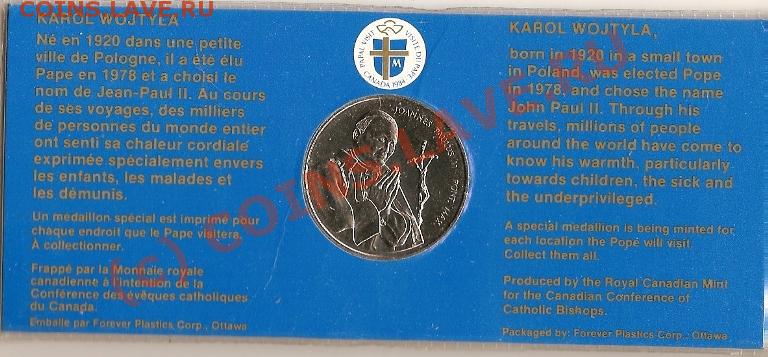 COINS.LAVE.RU
KAROL WOJTYLA
Né en 1920 dans une petite
ville de Pologne, il a été élu
Pape en 1978 et a choisi le
nom de Jean-Paul II. Au cours
de ses voyages, des milliers
de personnes du monde entier
ont senti sa chaleur cordiale
exprimée spécialement envers
les enfants, les malades et
les démunis.
Un médaillon spécial est imprimé pour
chaque endroit que le Pape visitera.
À collectionner.
Frappé par la Monnaie royale
canadienne à l'intention de la
Conférence des évêques catholiques
du Canada.
Emballé par Forever Plastics Corp., Ottawa
PAPAL VISIT
VISITE DU PAPE
CANADA 1984
M
JOANNES PAULUS II PONT. MAX.
KAROL WOJTYLA,
born in 1920 in a small town
in Poland, was elected Pope
in 1978, and chose the name
John Paul II. Through his
travels, millions of people
around the world have come to
know his warmth, particularly
towards children, the sick and
the underprivileged.
A special medallion is being minted for
each location the Pope will visit.
Collect them all.
Produced by the Royal Canadian Mint
for the Canadian Conference of
Catholic Bishops.
Packaged by: Forever Plastics Corp., Ottawa
(c) COINS.LAVE.RU